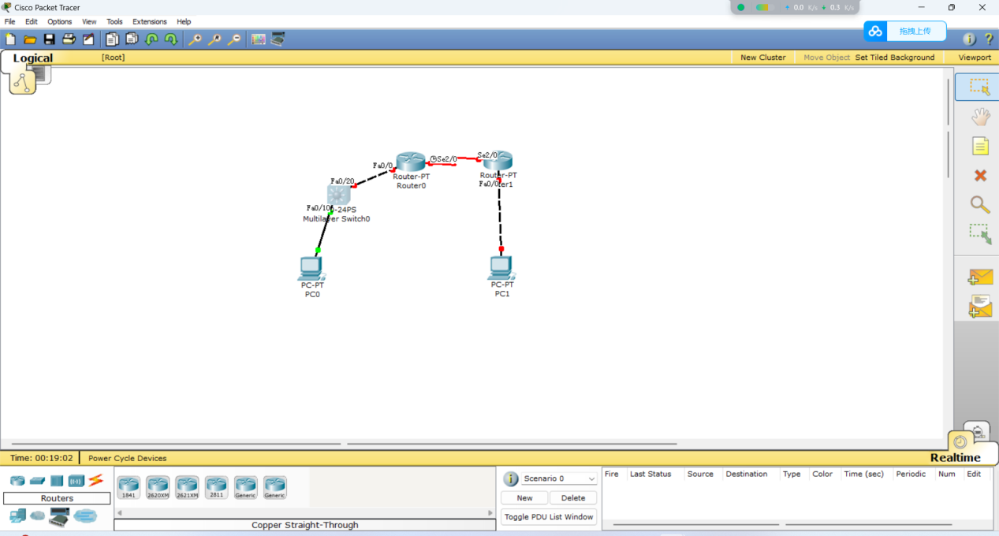 Cisco Packet Tracer
0.0 K/s 0.3 K/s
File Edit Options View Tools Extensions Help
拖拽上传
Logical [Root] New Cluster Move Object Set Tiled Background Viewport
Fa0/0 Se2/0 Se2/0
Router-PT
Router0
Router-PT
Fa0/0
Fa0/20
Fa0/10
-24PS
Multilayer Switch0
PC-PT
PC0
PC-PT
PC1
Time: 00:19:02 Power Cycle Devices Realtime
Routers
1841 2620XM 2621XM 2811 Generic Generic
Copper Straight-Through
Scenario 0
New Delete
Toggle PDU List Window
Fire Last Status Source Destination Type Color Time (sec) Periodic Num Edit